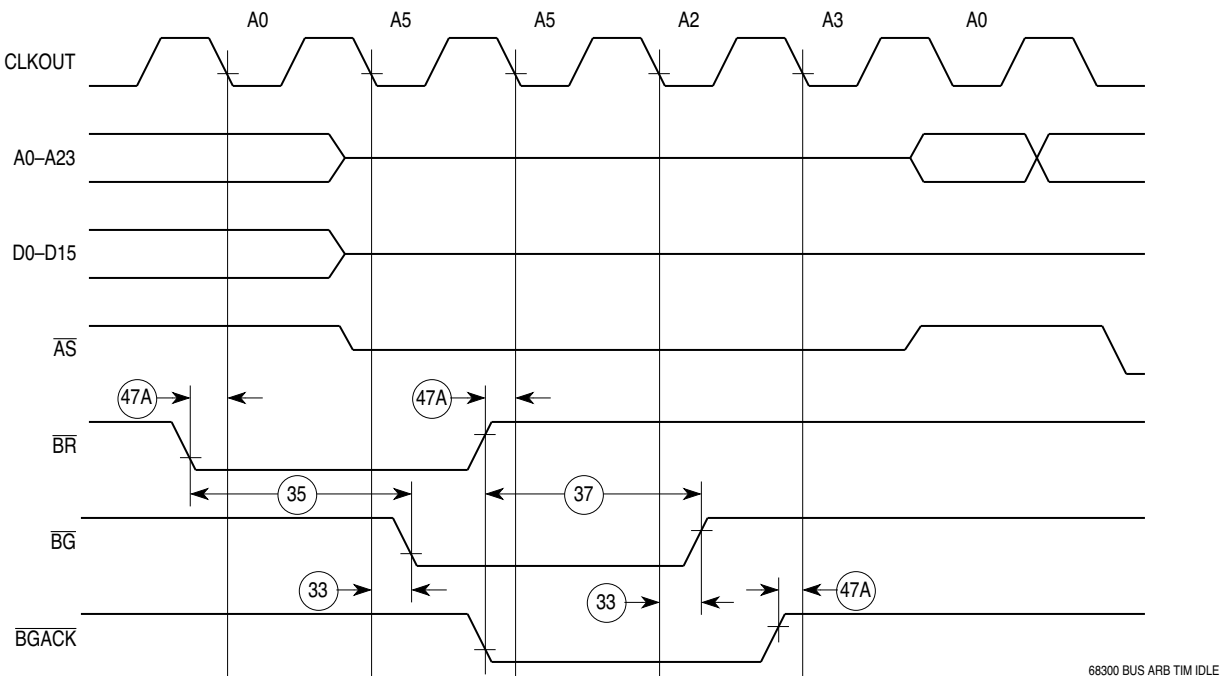 A0 A5 A5 A2 A3 A0
CLKOUT
A0–A23
D0–D15
AS
47A 47A
BR
35 37
BG
33 33 47A
BGACK
68300 BUS ARB TIM IDLE